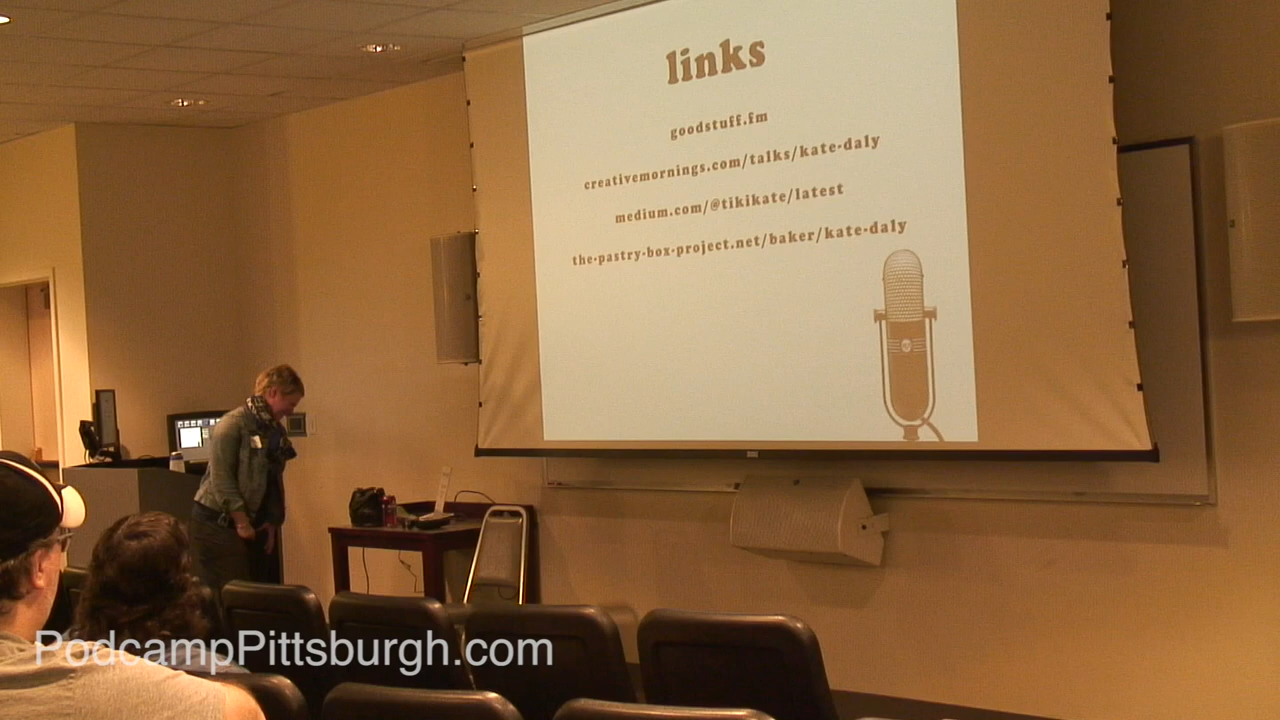 links
goodstuff.fm
creativemornings.com/talks/kate-daly
medium.com/@tikikate/latest
the-pastry-box-project.net/baker/kate-daly
PodcampPittsburgh.com